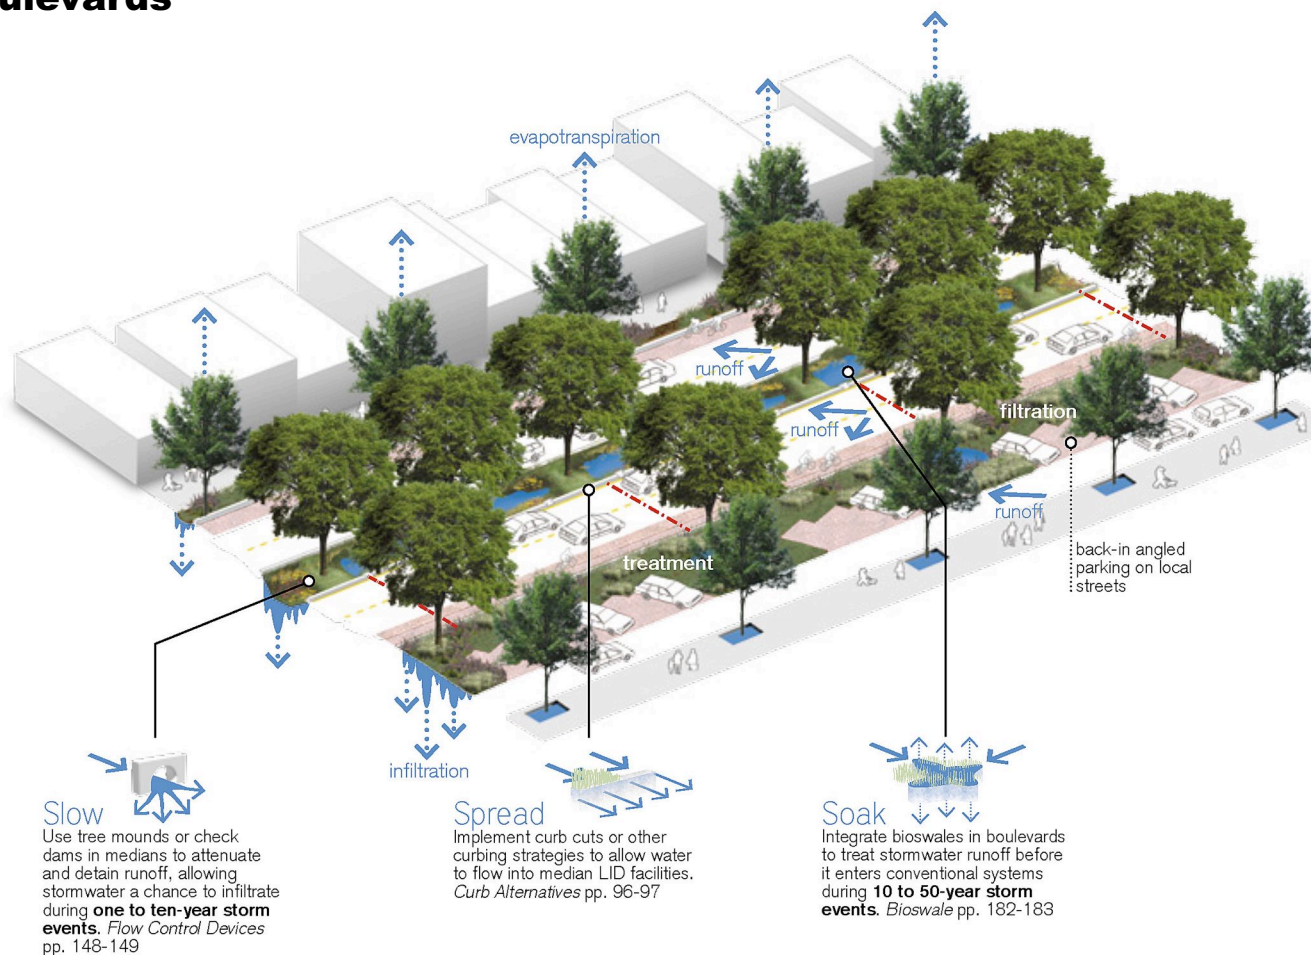 evapotranspiration
runoff
runoff
filtration
runoff
back-in angled
parking on local
streets
treatment
infiltration
Slow
Use tree mounds or check
dams in medians to attenuate
and detain runoff, allowing
stormwater a chance to infiltrate
during one to ten-year storm
events. Flow Control Devices
pp. 148-149
Spread
Implement curb cuts or other
curbing strategies to allow water
to flow into median LID facilities.
Curb Alternatives pp. 96-97
Soak
Integrate bioswales in boulevards
to treat stormwater runoff before
it enters conventional systems
during 10 to 50-year storm
events. Bioswale pp. 182-183